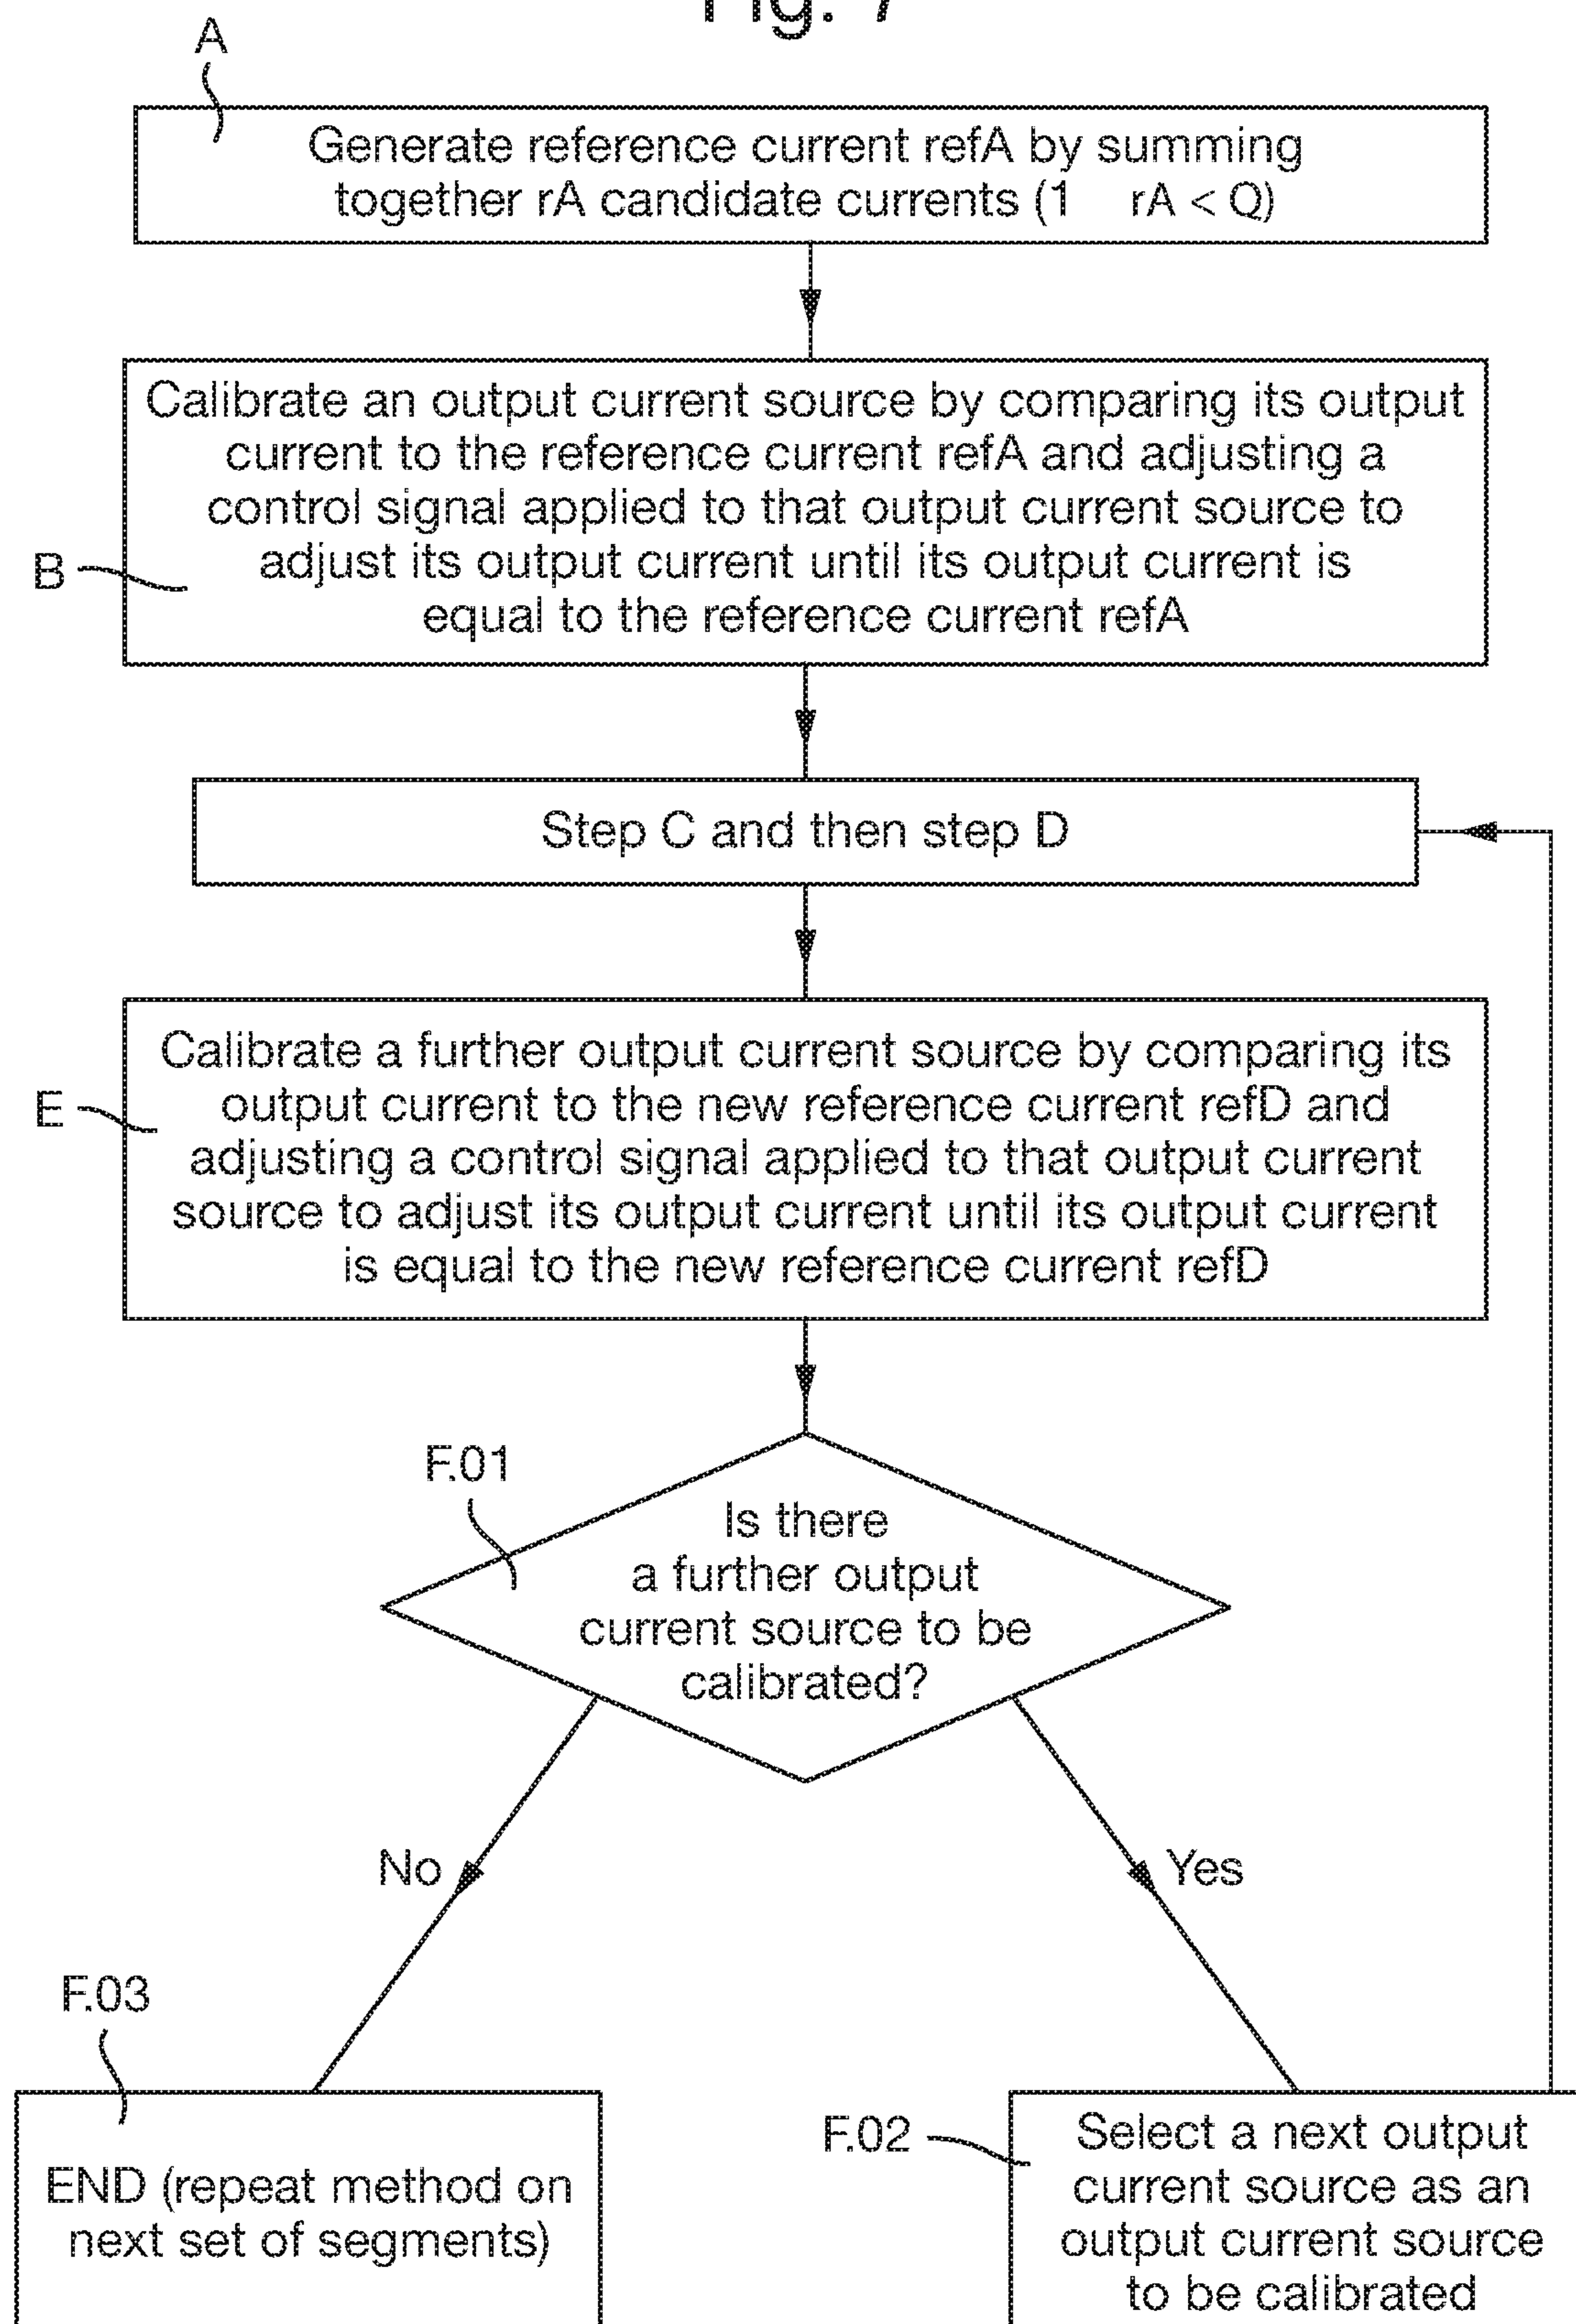 Fig. 7
A
Generate reference current refA by summing
together rA candidate currents (1 rA < Q)
Calibrate an output current source by comparing its output
current to the reference current refA and adjusting a
control signal applied to that output current source to
adjust its output current until its output current is
equal to the reference current refA
B
Step C and then step D
Calibrate a further output current source by comparing its
output current to the new reference current refD and
adjusting a control signal applied to that output current
source to adjust its output current until its output current
is equal to the new reference current refD
E
F.01
Is there
a further output
current source to be
calibrated?
No
Yes
F.03
END (repeat method on
next set of segments)
F.02
Select a next output
current source as an
output current source
to be calibrated